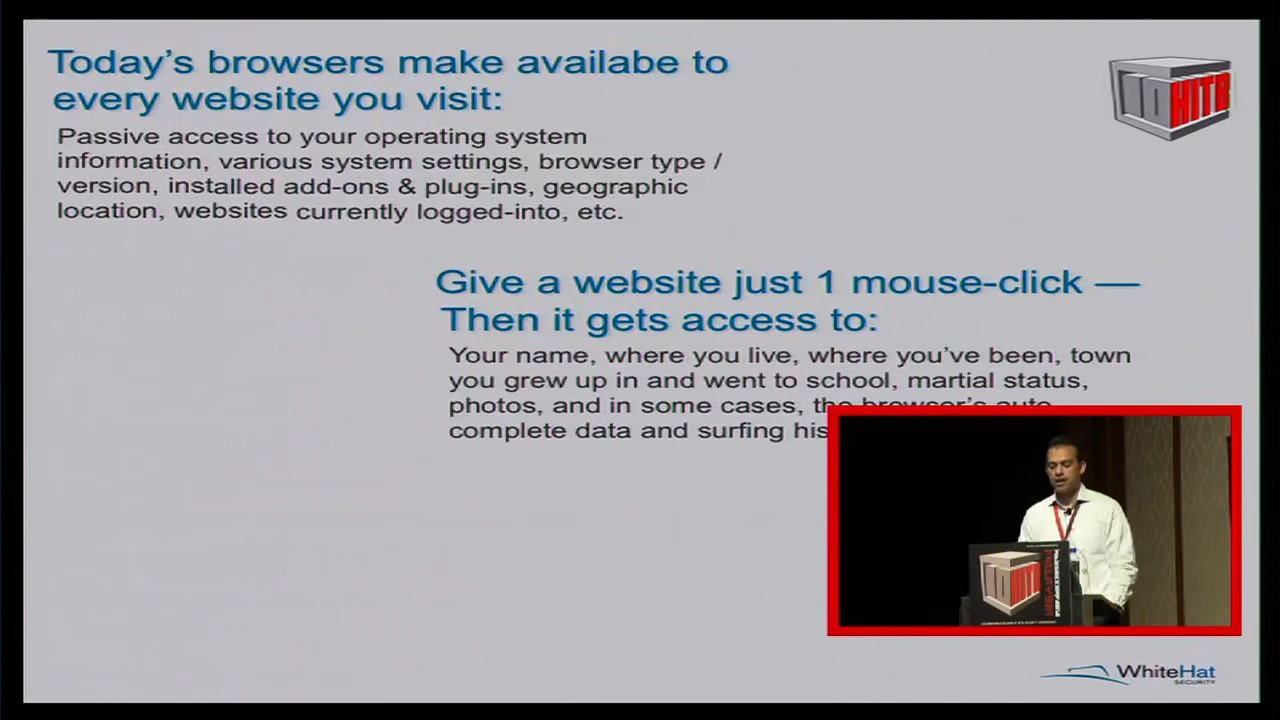 Today's browsers make availabe to
every website you visit:
Passive access to your operating system
information, various system settings, browser type /
version, installed add-ons & plug-ins, geographic
location, websites currently logged-into, etc.
HITB
Give a website just 1 mouse-click —
Then it gets access to:
Your name, where you live, where you've been, town
you grew up in and went to school, martial status,
photos, and in some cases, the browser's auto-
complete data and surfing his
WhiteHat
SECURITY